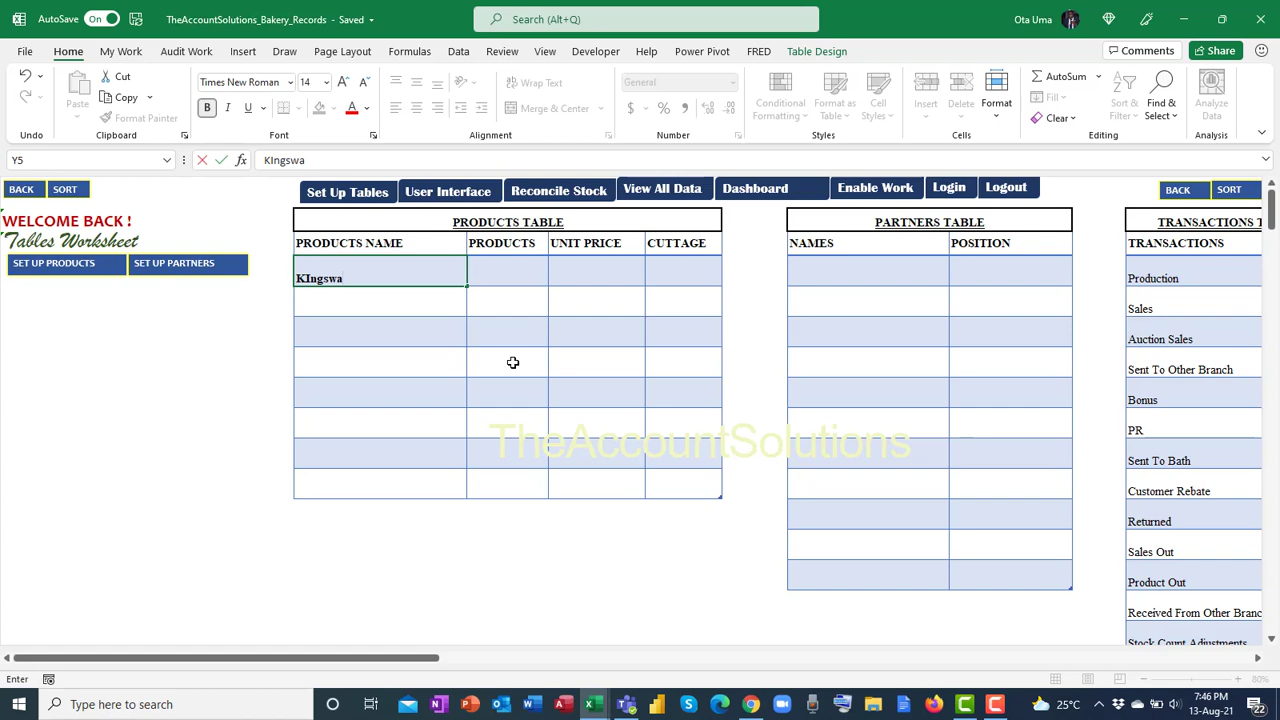 AutoSave On TheAccountSolutions_Bakery_Records - Saved Search (Alt+Q) Ota Uma
File Home My Work Audit Work Insert Draw Page Layout Formulas Data Review View Developer Help Power Pivot FRED Table Design Comments Share
Paste Cut Copy Format Painter Times New Roman 14 B I U Wrap Text Merge & Center General Conditional Formatting Format as Table Cell Styles Insert Delete Format AutoSum Fill Clear Sort & Filter Find & Select Analyze Data
Undo Clipboard Font Alignment Number Styles Cells Editing Analysis
Y5 fx KIngswa
BACK SORT Set Up Tables User Interface Reconcile Stock View All Data Dashboard Enable Work Login Logout BACK SORT
WELCOME BACK ! PRODUCTS TABLE PARTNERS TABLE TRANSACTIONS T
Tables Worksheet PRODUCTS NAME PRODUCTS UNIT PRICE CUTTAGE NAMES POSITION TRANSACTIONS
SET UP PRODUCTS SET UP PARTNERS
KIngswa Production
Sales
Auction Sales
Sent To Other Branch
Bonus
PR
TheAccountSolutions
Sent To Bath
Customer Rebate
Returned
Sales Out
Product Out
Received From Other Branc
Stock Count Adjustments
Enter 80%
Type here to search 25°C 7:46 PM
13-Aug-21 22